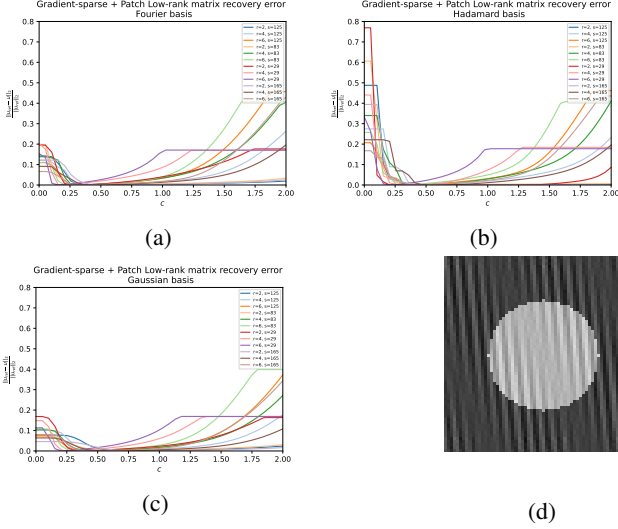 Gradient-sparse + Patch Low-rank matrix recovery error
Fourier basis
0.8
0.7
0.6
0.5
0.4
0.3
0.2
0.1
0.0
0.00 0.25 0.50 0.75 1.00 1.25 1.50 1.75 2.00
c
r=2, s=125
r=4, s=125
r=6, s=125
r=2, s=83
r=4, s=83
r=6, s=83
r=2, s=29
r=4, s=29
r=6, s=29
r=2, s=165
r=4, s=165
r=6, s=165
(a)
Gradient-sparse + Patch Low-rank matrix recovery error
Hadamard basis
0.8
0.7
0.6
0.5
0.4
0.3
0.2
0.1
0.0
0.00 0.25 0.50 0.75 1.00 1.25 1.50 1.75 2.00
c
r=2, s=125
r=4, s=125
r=6, s=125
r=2, s=83
r=4, s=83
r=6, s=83
r=2, s=29
r=4, s=29
r=6, s=29
r=2, s=165
r=4, s=165
r=6, s=165
(b)
Gradient-sparse + Patch Low-rank matrix recovery error
Gaussian basis
0.8
0.7
0.6
0.5
0.4
0.3
0.2
0.1
0.0
0.00 0.25 0.50 0.75 1.00 1.25 1.50 1.75 2.00
c
r=2, s=125
r=4, s=125
r=6, s=125
r=2, s=83
r=4, s=83
r=6, s=83
r=2, s=29
r=4, s=29
r=6, s=29
r=2, s=165
r=4, s=165
r=6, s=165
(c)
(d)